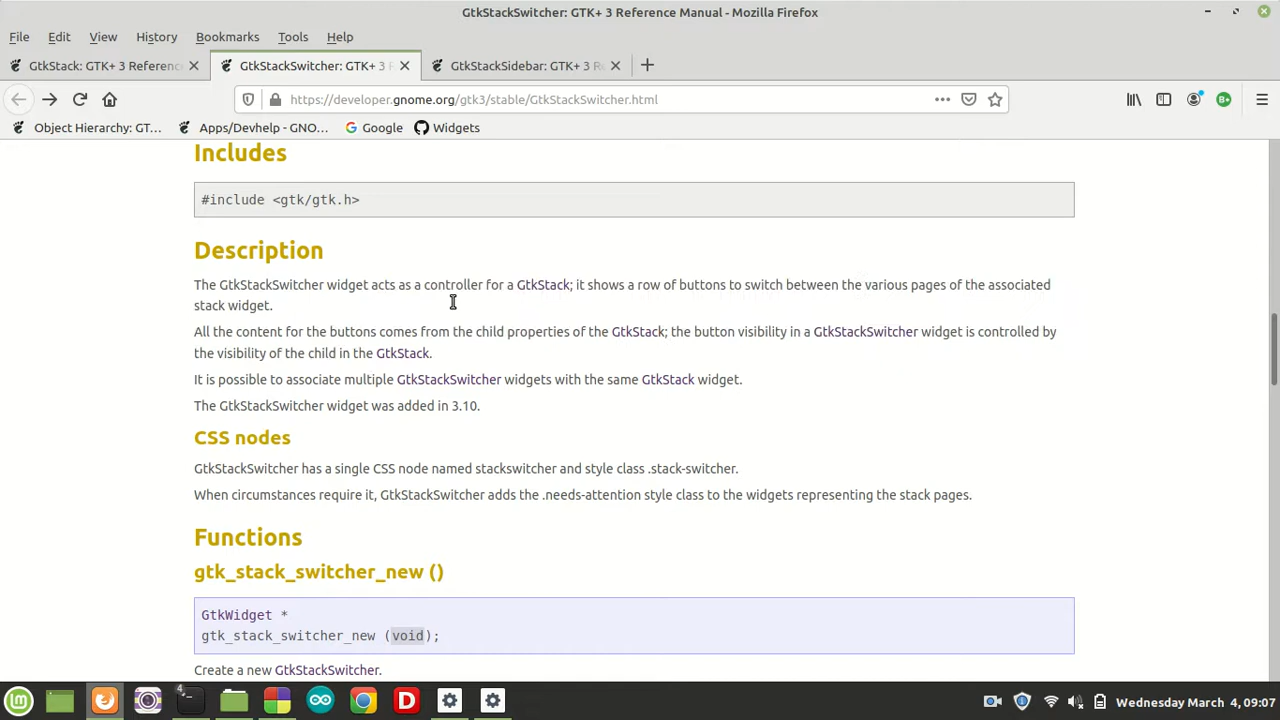 GtkStackSwitcher: GTK+ 3 Reference Manual - Mozilla Firefox
File Edit View History Bookmarks Tools Help
GtkStack: GTK+ 3 Reference GtkStackSwitcher: GTK+ 3 R GtkStackSidebar: GTK+ 3 Re
https://developer.gnome.org/gtk3/stable/GtkStackSwitcher.html
Object Hierarchy: GT... Apps/Devhelp - GNO... Google Widgets
Includes
#include <gtk/gtk.h>
Description
The GtkStackSwitcher widget acts as a controller for a GtkStack; it shows a row of buttons to switch between the various pages of the associated
stack widget.
All the content for the buttons comes from the child properties of the GtkStack; the button visibility in a GtkStackSwitcher widget is controlled by
the visibility of the child in the GtkStack.
It is possible to associate multiple GtkStackSwitcher widgets with the same GtkStack widget.
The GtkStackSwitcher widget was added in 3.10.
CSS nodes
GtkStackSwitcher has a single CSS node named stackswitcher and style class .stack-switcher.
When circumstances require it, GtkStackSwitcher adds the .needs-attention style class to the widgets representing the stack pages.
Functions
gtk_stack_switcher_new ()
GtkWidget *
gtk_stack_switcher_new (void);
Create a new GtkStackSwitcher.
4 D Wednesday March 4, 09:07